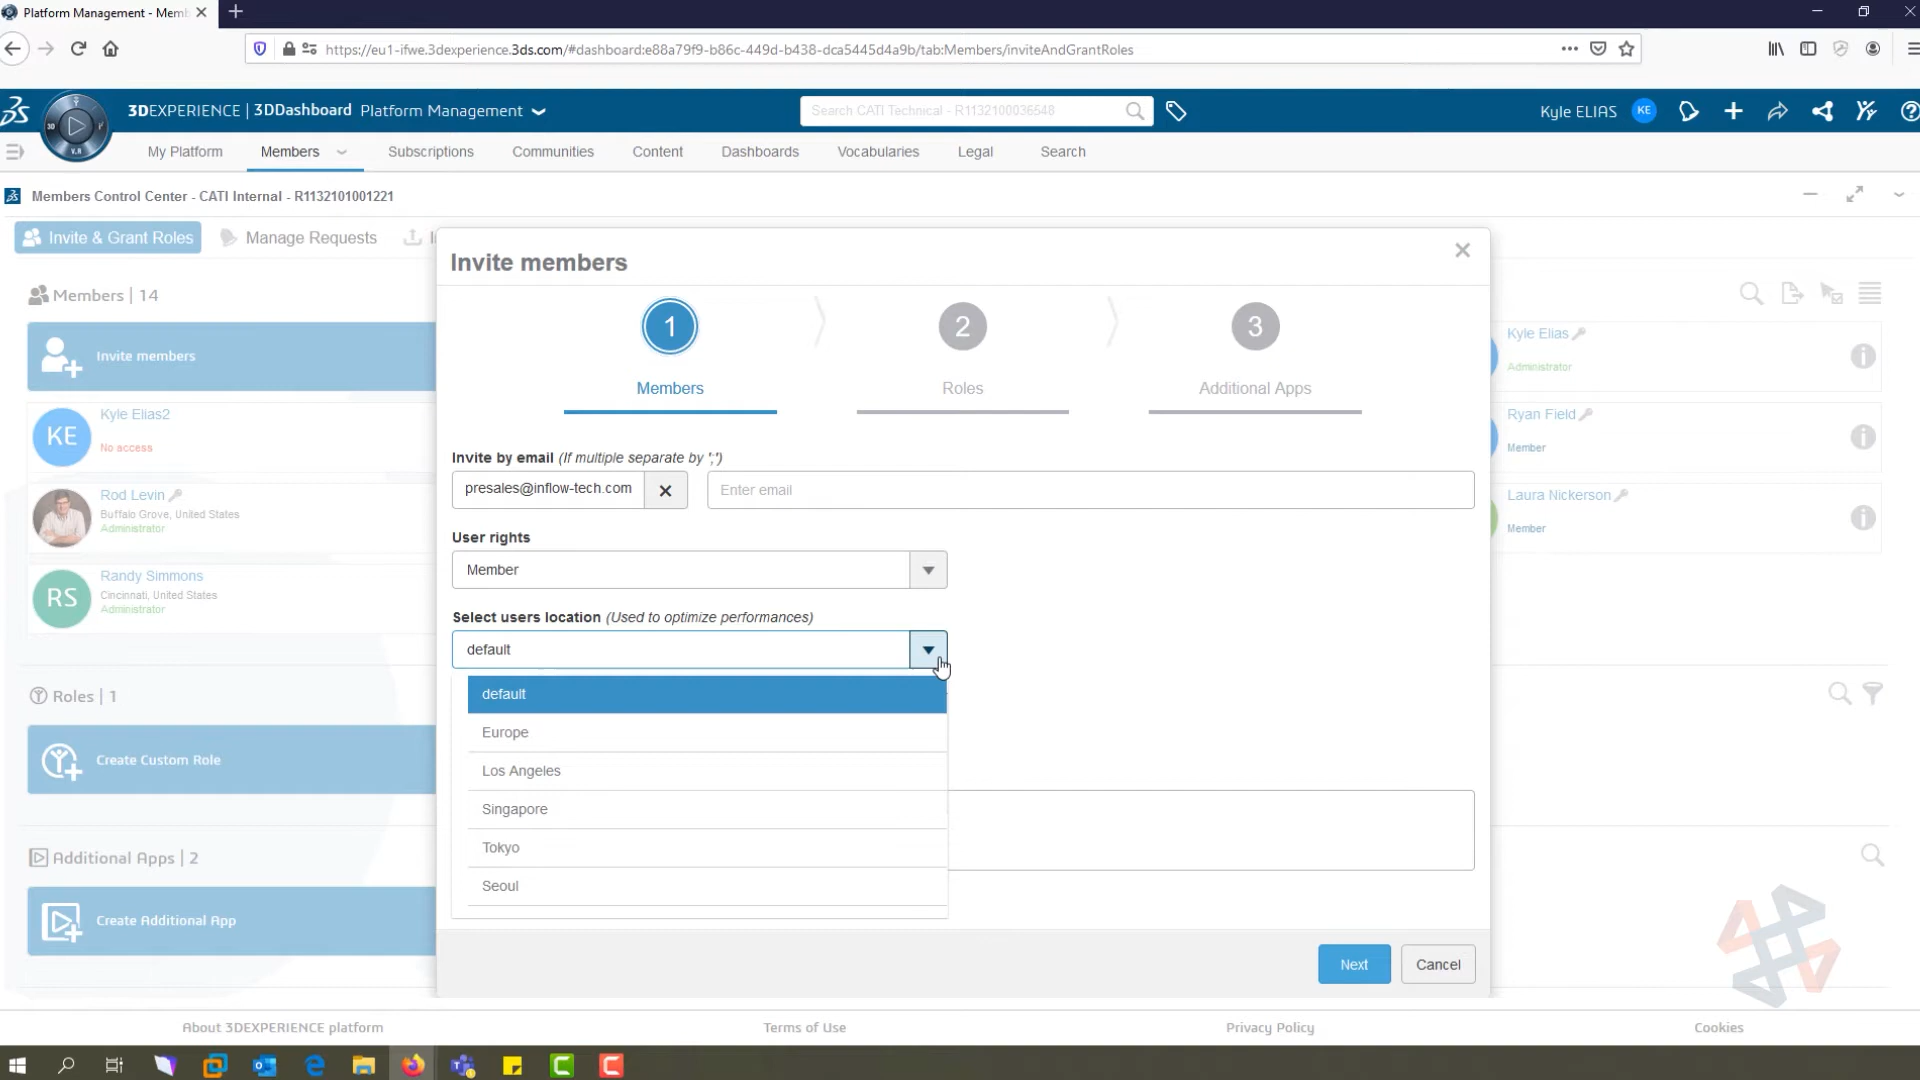 Platform Management - Memb
https://eu1-ifwe.3dexperience.3ds.com/#dashboard:e88a79f9-b86c-449d-b438-dca5445d4a9b/tab:Members/inviteAndGrantRoles
3DEXPERIENCE | 3DDashboard Platform Management
Search CATI Technical - R1132100036548
Kyle ELIAS KE
My Platform Members Subscriptions Communities Content Dashboards Vocabularies Legal Search
Members Control Center - CATI Internal - R1132101001221
Invite & Grant Roles Manage Requests
Invite members
Members | 14
1 2 3
Members Roles Additional Apps
Invite members
Kyle Elias
Administrator
KE Kyle Elias2
No access
Ryan Field
Member
Invite by email (If multiple separate by ';')
presales@inflow-tech.com
Enter email
Rod Levin
Buffalo Grove, United States
Administrator
Laura Nickerson
Member
User rights
Member
RS Randy Simmons
Cincinnati, United States
Administrator
Select users location (Used to optimize performances)
default
default
Europe
Los Angeles
Singapore
Tokyo
Seoul
Roles | 1
Create Custom Role
Additional Apps | 2
Create Additional App
Next Cancel
About 3DEXPERIENCE platform Terms of Use Privacy Policy Cookies